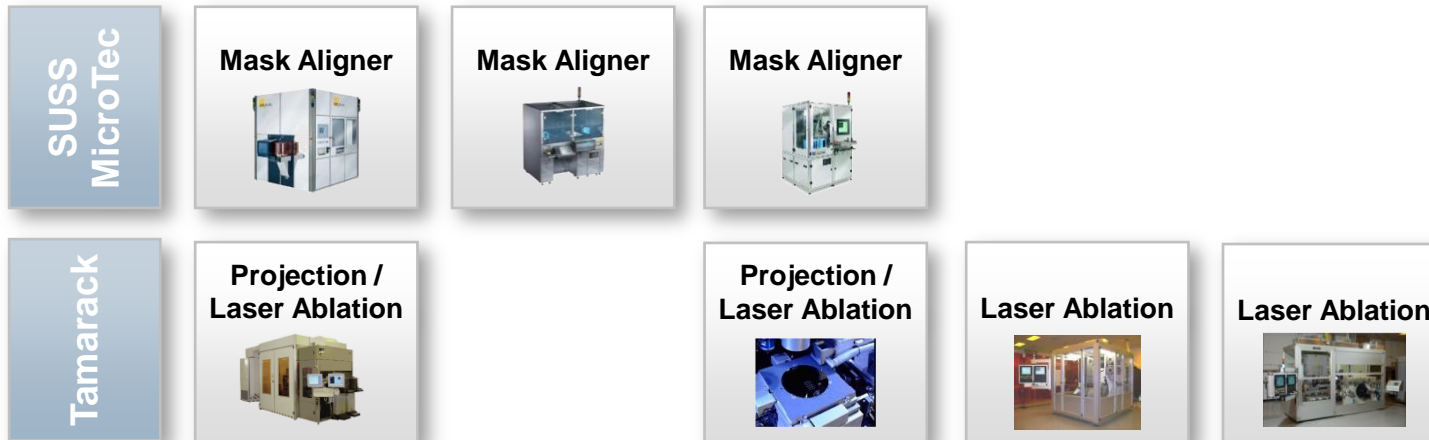 SUSS
MicroTec
Mask Aligner
Mask Aligner
Mask Aligner
Tamarack
Projection /
Laser Ablation
Projection /
Laser Ablation
Laser Ablation
Laser Ablation